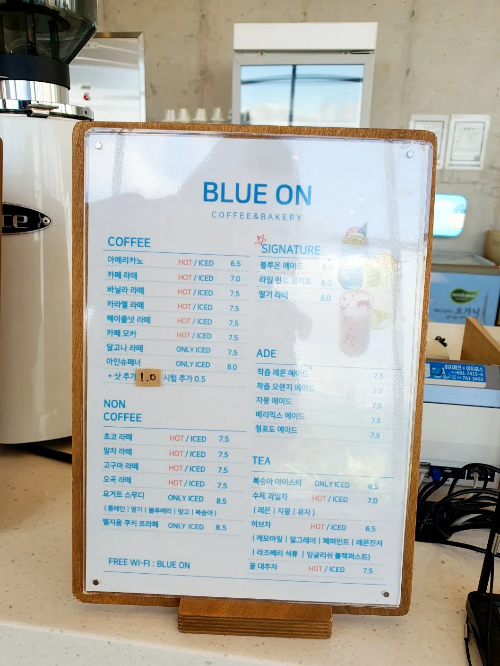 BLUE ON
COFFEE&BAKERY
COFFEE
아메리카노 HOT / ICED 6.5
카페 라떼 HOT / ICED 7.0
바닐라 라떼 HOT / ICED 7.5
카라멜 라떼 HOT / ICED 7.5
헤이즐넛 라떼 HOT / ICED 7.5
카페 모카 HOT / ICED 7.5
달고나 라떼 ONLY ICED 7.5
아인슈페너 ONLY ICED 8.0
+ 샷 추가 1.0 시럽 추가 0.5
NON
COFFEE
초코 라떼 HOT / ICED 7.5
말차 라떼 HOT / ICED 7.5
고구마 라떼 HOT / ICED 7.5
오곡 라떼 HOT / ICED 7.5
요거트 스무디 ONLY ICED 8.5
( 플레인 | 딸기 | 블루베리 | 망고 | 복숭아 )
벨지움 쿠키 프라페 ONLY ICED 8.5
FREE WI-FI : BLUE ON
SIGNATURE
블루온 에이드 8.0
라임 8.0
딸기 라떼 8.0
ADE
착즙 레몬 에이드 7.5
착즙 오렌지 에이드 7.5
자몽 에이드 7.5
베리믹스 에이드 7.5
청포도 에이드 7.5
TEA
복숭아 아이스티 ONLY ICED 6.5
수제 과일차 HOT / ICED 7.0
( 레몬 | 자몽 | 유자 )
허브차 HOT / ICED 6.5
( 캐모마일 | 얼그레이 | 페퍼민트 | 레몬진저
| 라즈베리 석류 | 잉글리쉬 블랙퍼스트)
꿀 대추차 HOT / ICED 7.5